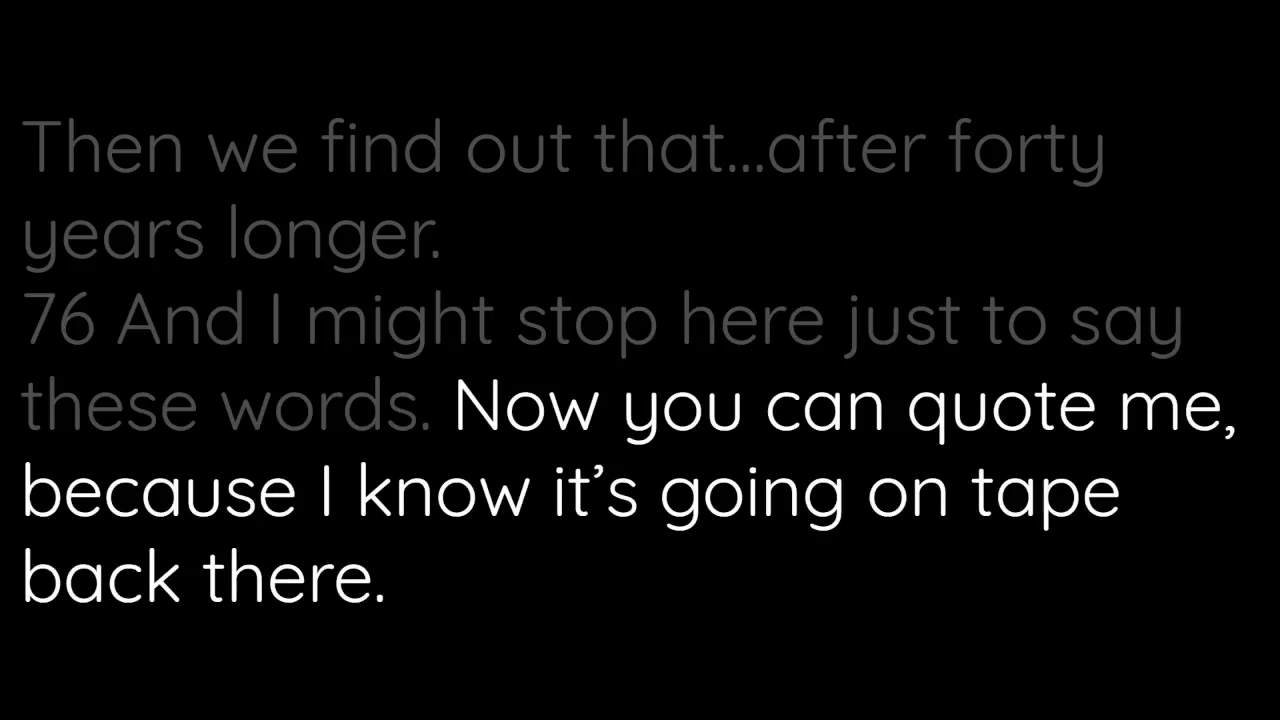 Then we find out that...after forty
years longer.
76 And I might stop here just to say
these words. Now you can quote me,
because I know it’s going on tape
back there.